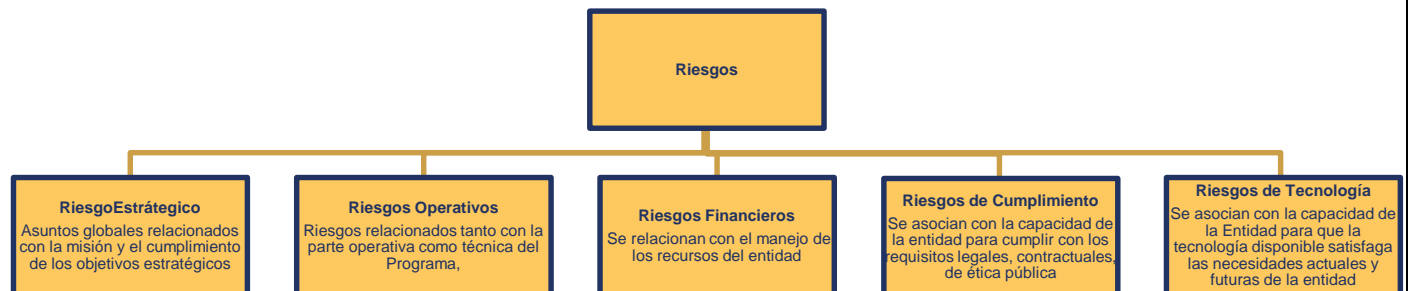 Riesgos
RiesgoEstrátegico
Asuntos globales relacionados
con la misión y el cumplimiento
de los objetivos estratégicos
Riesgos Operativos
Riesgos relacionados tanto con la
parte operativa como técnica del
Programa,
Riesgos Financieros
Se relacionan con el manejo de
los recursos del entidad
Riesgos de Cumplimiento
Se asocian con la capacidad de
la entidad para cumplir con los
requisitos legales, contractuales,
de ética pública
Riesgos de Tecnología
Se asocian con la capacidad de
la Entidad para que la
tecnología disponible satisfaga
las necesidades actuales y
futuras de la entidad